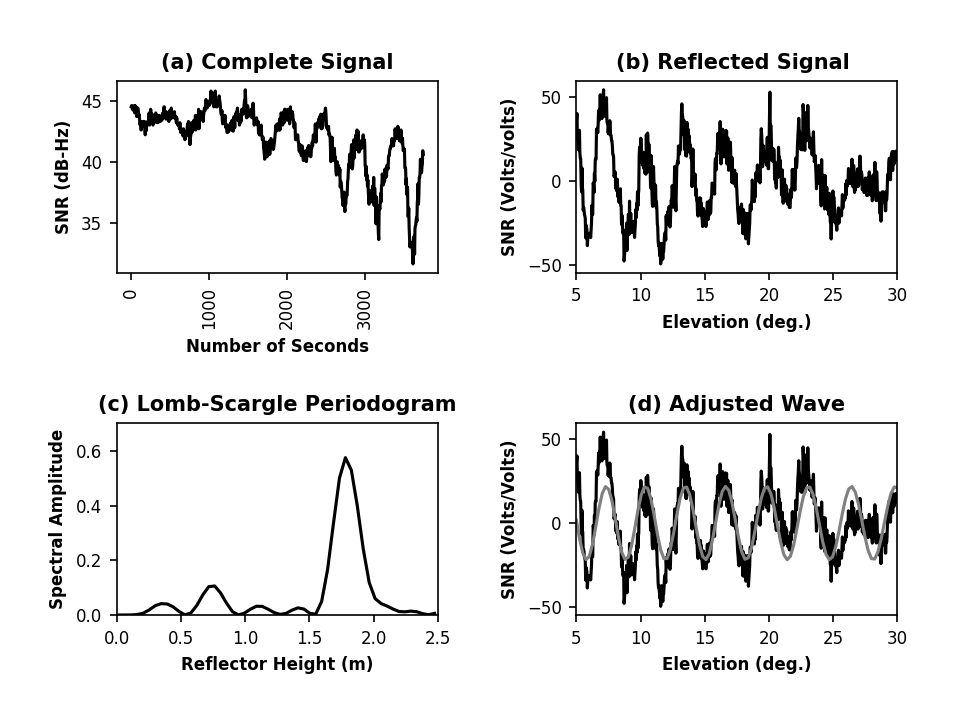 (a) Complete Signal
SNR (dB-Hz)
45
40
35
0
1000
2000
3000
Number of Seconds
(b) Reflected Signal
SNR (Volts/volts)
50
0
−50
5 10 15 20 25 30
Elevation (deg.)
(c) Lomb-Scargle Periodogram
Spectral Amplitude
0.6
0.4
0.2
0.0
0.0 0.5 1.0 1.5 2.0 2.5
Reflector Height (m)
(d) Adjusted Wave
SNR (Volts/Volts)
50
0
−50
5 10 15 20 25 30
Elevation (deg.)